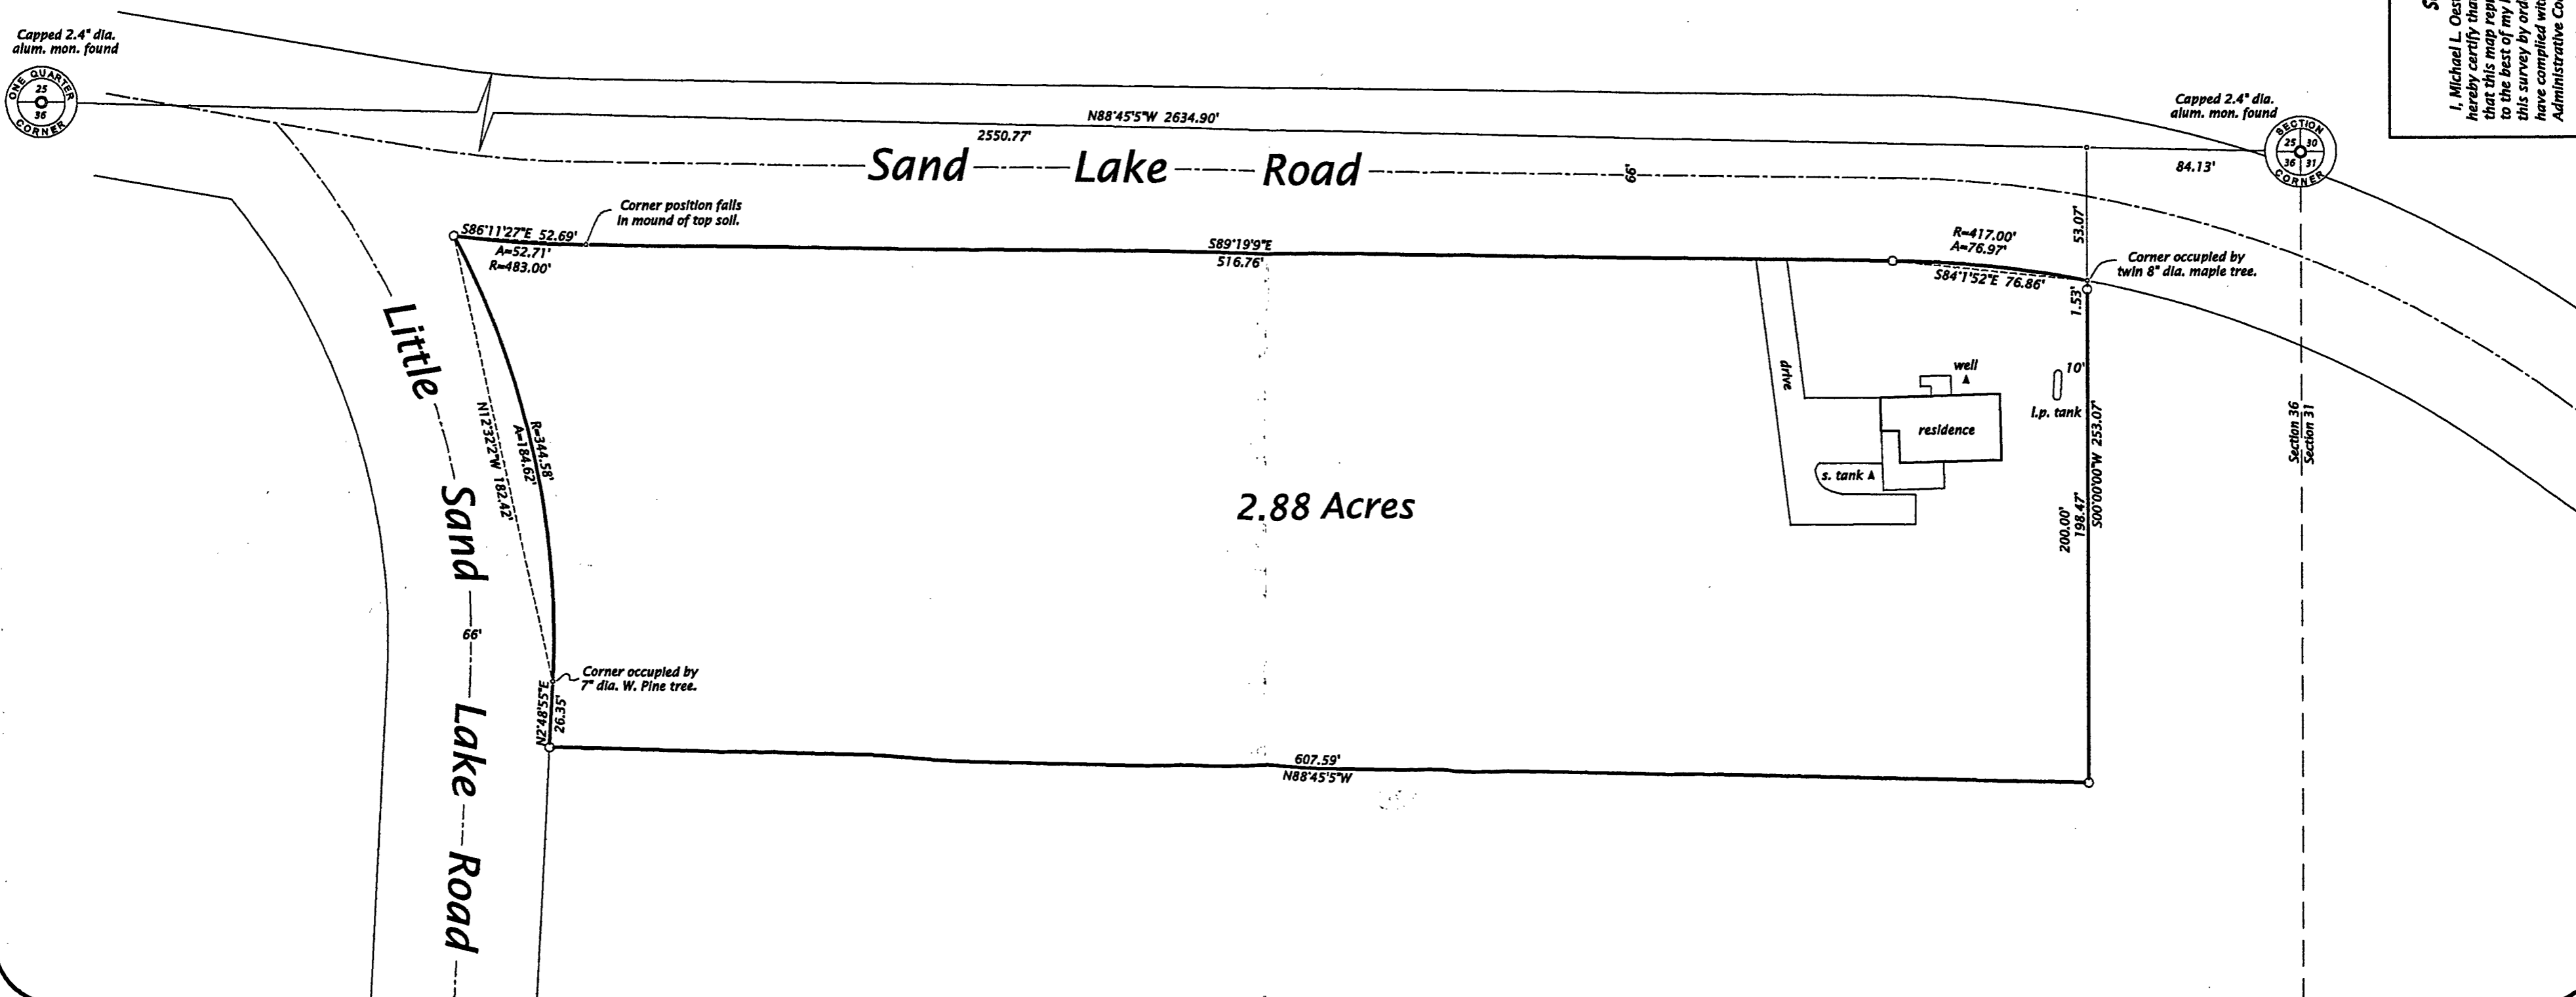 Capped 2.4" dia.
alum. mon. found
ONE QUARTER
25
36
CORNER
N88°45'5"W 2634.90'
2550.77'
Sand Lake Road
66'
Capped 2.4" dia.
alum. mon. found
SECTION
25 30
36 31
CORNER
84.13'
53.07'
I, Michael L. Oest
hereby certify that
that this map repr
to the best of my
this survey by ord
have complied with
Administrative Co
Corner position falls
in mound of top soil.
S86°11'27"E 52.69'
A=52.71'
R=483.00'
S89°19'9"E
516.76'
R=417.00'
A=76.97'
S84°1'52"E 76.86'
Corner occupied by
twin 8" dia. maple tree.
1.53'
Little Sand Lake Road
66'
R=344.58'
A=184.62'
N12°32'2"W 182.42'
drive
well
10'
l.p. tank
residence
s. tank
S00°00'00"W 253.07'
198.47'
200.00'
Section 36
Section 31
2.88 Acres
Corner occupied by
7" dia. W. Pine tree.
N2°48'55"E
26.35'
607.59'
N88°45'5"W